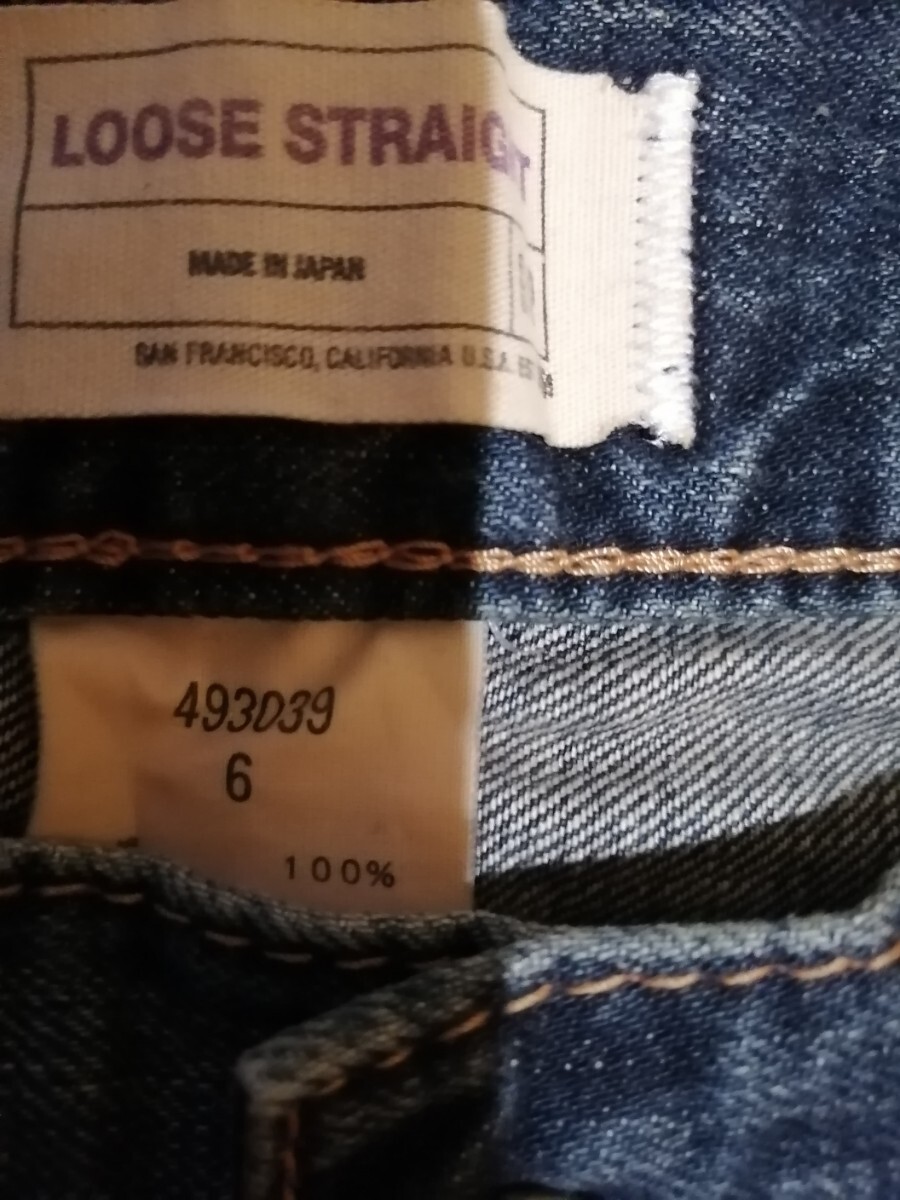 LOOSE STRAIGHT
MADE IN JAPAN
SAN FRANCISCO, CALIFORNIA U.S.A.
493D39
6
100%